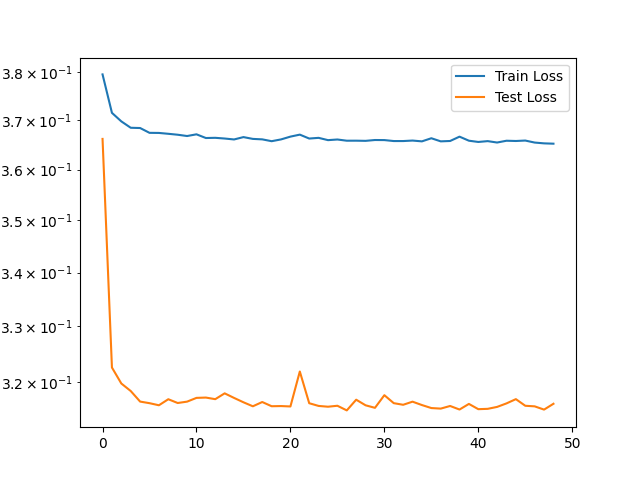 3.8 × 10⁻¹
3.7 × 10⁻¹
3.6 × 10⁻¹
3.5 × 10⁻¹
3.4 × 10⁻¹
3.3 × 10⁻¹
3.2 × 10⁻¹
Train Loss
Test Loss
0 10 20 30 40 50